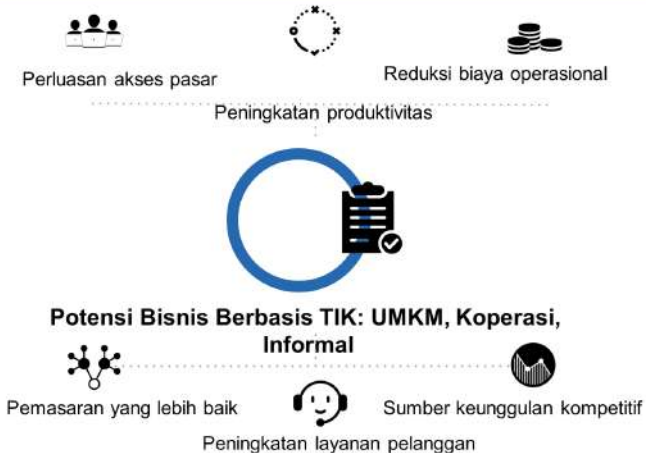 Perluasan akses pasar
Reduksi biaya operasional
Peningkatan produktivitas
Potensi Bisnis Berbasis TIK: UMKM, Koperasi,
Informal
Pemasaran yang lebih baik
Sumber keunggulan kompetitif
Peningkatan layanan pelanggan